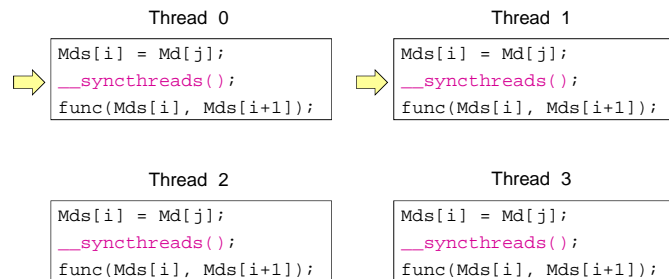 Thread 0
Mds[i] = Md[j];
__syncthreads();
func(Mds[i], Mds[i+1]);
Thread 1
Mds[i] = Md[j];
__syncthreads();
func(Mds[i], Mds[i+1]);
Thread 2
Mds[i] = Md[j];
__syncthreads();
func(Mds[i], Mds[i+1]);
Thread 3
Mds[i] = Md[j];
__syncthreads();
func(Mds[i], Mds[i+1]);